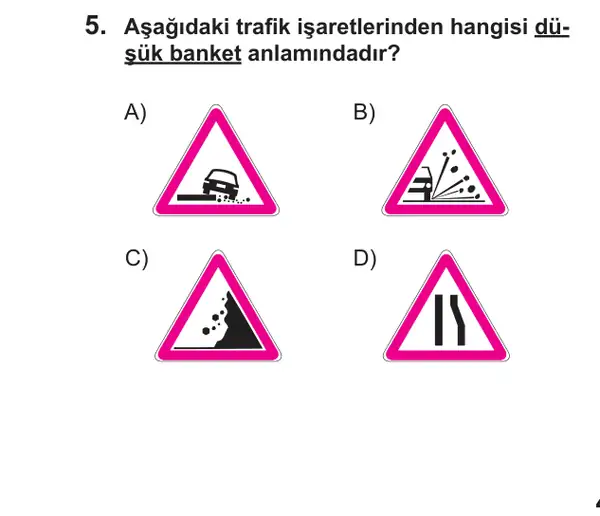 5. Aşağıdaki trafik işaretlerinden hangisi dü-
şük banket anlamındadır?
A)
B)
C)
D)